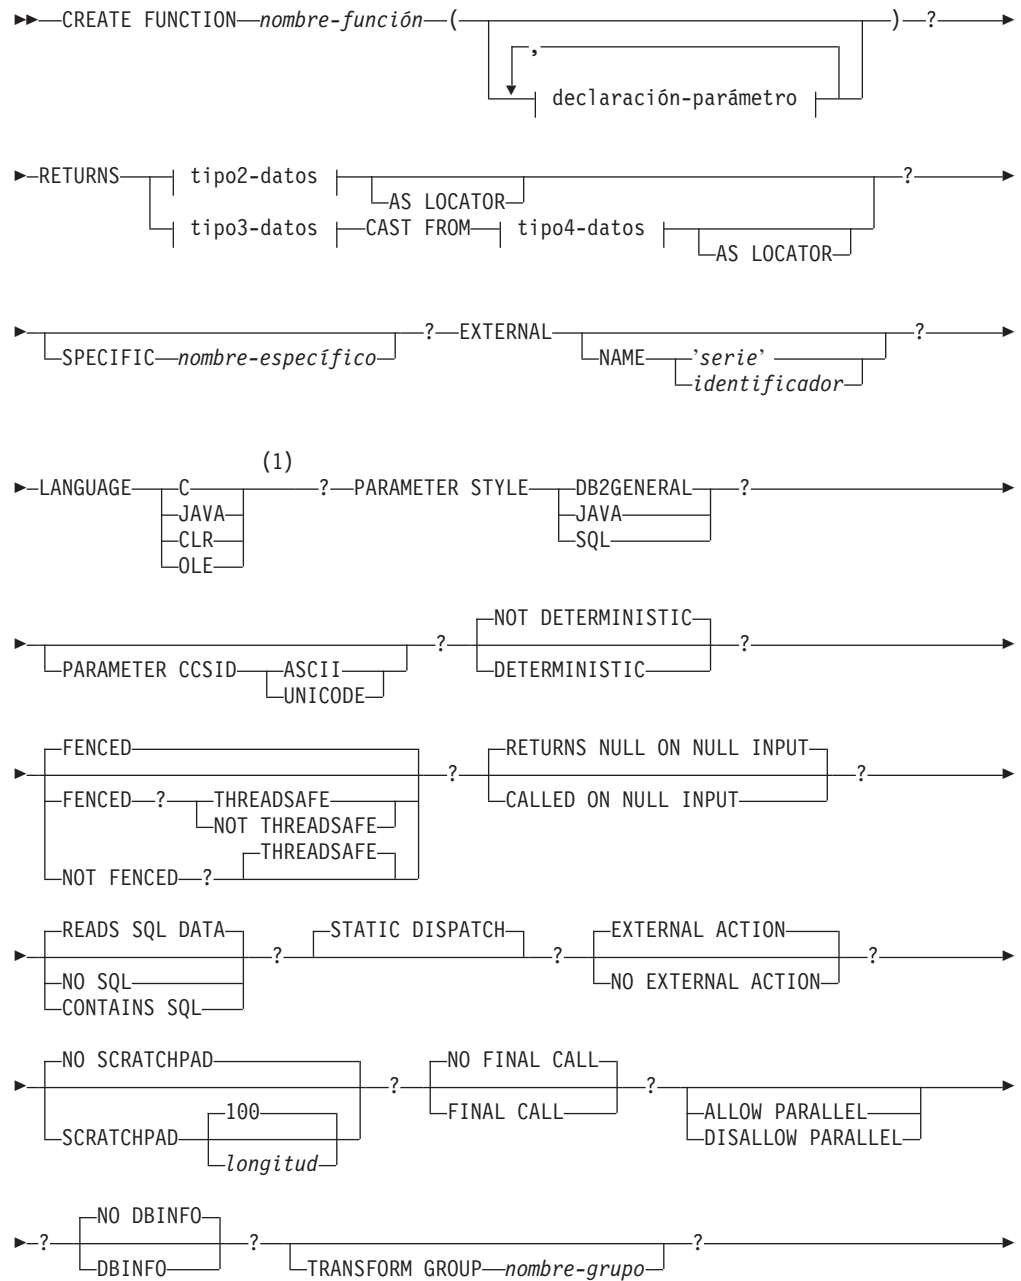 CREATE FUNCTION nombre-función ( ) ?
,
declaración-parámetro
RETURNS tipo2-datos ?
AS LOCATOR
tipo3-datos CAST FROM tipo4-datos
AS LOCATOR
? EXTERNAL ?
SPECIFIC nombre-específico NAME 'serie'
identificador
(1)
LANGUAGE C ? PARAMETER STYLE DB2GENERAL ?
JAVA JAVA
CLR SQL
OLE
NOT DETERMINISTIC
? ?
PARAMETER CCSID ASCII DETERMINISTIC
UNICODE
FENCED RETURNS NULL ON NULL INPUT
? ?
FENCED ? THREADSAFE CALLED ON NULL INPUT
NOT THREADSAFE
THREADSAFE
NOT FENCED ?
READS SQL DATA STATIC DISPATCH EXTERNAL ACTION
? ? ?
NO SQL NO EXTERNAL ACTION
CONTAINS SQL
NO SCRATCHPAD NO FINAL CALL
? ?
100 FINAL CALL ALLOW PARALLEL
SCRATCHPAD DISALLOW PARALLEL
longitud
NO DBINFO
? ? ?
DBINFO TRANSFORM GROUP nombre-grupo